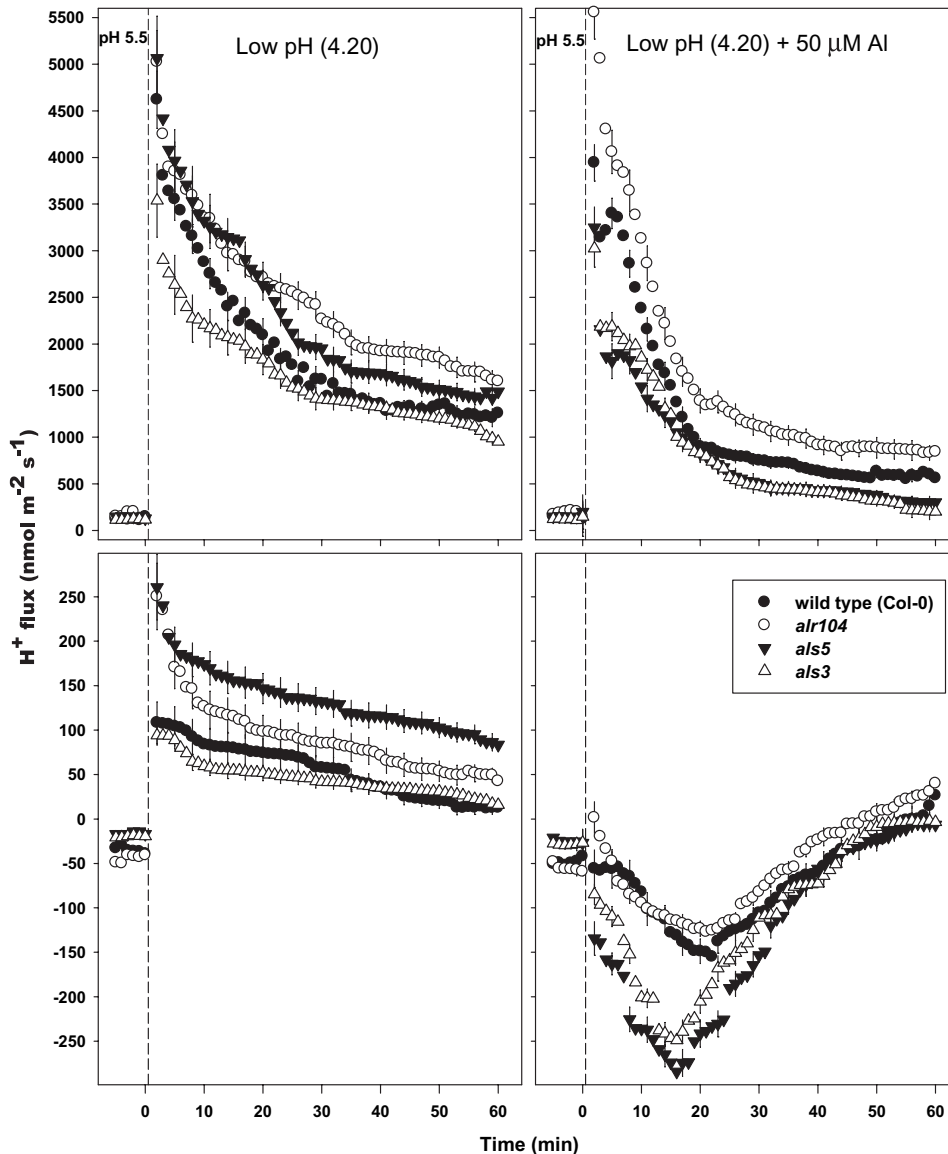 Low pH (4.20)
Low pH (4.20) + 50 µM Al
pH 5.5
pH 5.5
5500
5000
4500
4000
3500
3000
2500
2000
1500
1000
500
0
250
200
150
100
50
0
-50
-100
-150
-200
-250
H+ flux (nmol m-2 s-1)
wild type (Col-0)
alr104
als5
als3
0 10 20 30 40 50 60
0 10 20 30 40 50 60
Time (min)